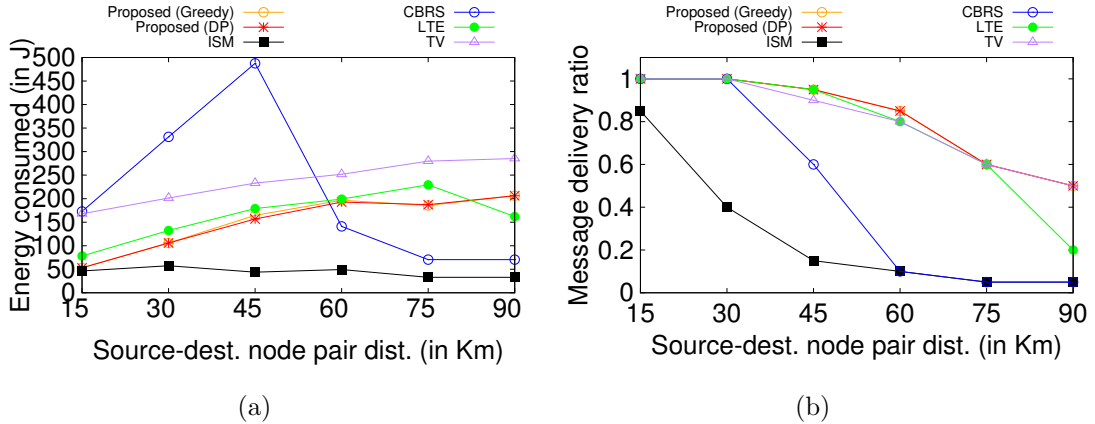 Proposed (Greedy)
Proposed (DP)
ISM
CBRS
LTE
TV
Energy consumed (in J)
500
450
400
350
300
250
200
150
100
50
0
15 30 45 60 75 90
Source-dest. node pair dist. (in Km)
(a)
Proposed (Greedy)
Proposed (DP)
ISM
CBRS
LTE
TV
Message delivery ratio
1
0.8
0.6
0.4
0.2
0
15 30 45 60 75 90
Source-dest. node pair dist. (in Km)
(b)